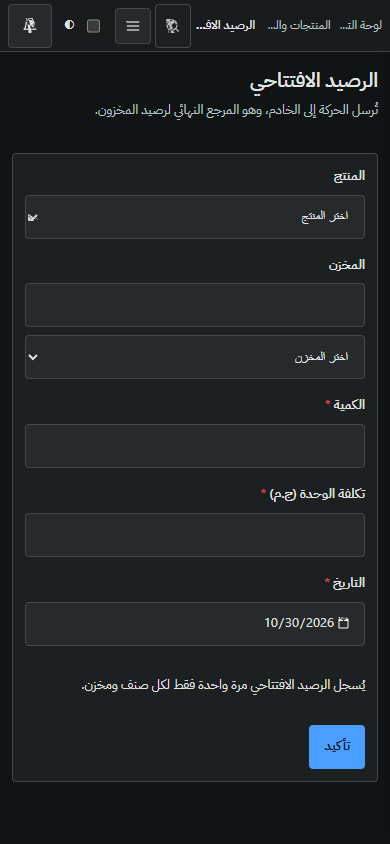 لوحة الت... المنتجات وال... الرصيد الاف...
الرصيد الافتتاحي
تُرسل الحركة إلى الخادم، وهو المرجع النهائي لرصيد المخزون.
المنتج
اختر المنتج
المخزن
اختر المخزن
الكمية *
تكلفة الوحدة (ج.م) *
التاريخ *
10/30/2026
يُسجل الرصيد الافتتاحي مرة واحدة فقط لكل صنف ومخزن.
تأكيد